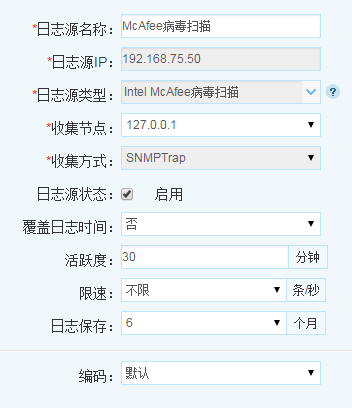 *日志源名称： McAfee病毒扫描
*日志源IP： 192.168.75.50
*日志源类型： Intel McAfee病毒扫描 ?
*收集节点： 127.0.0.1
*收集方式： SNMPTrap
日志源状态： 启用
覆盖日志时间： 否
活跃度： 30 分钟
限速： 不限 条/秒
日志保存： 6 个月
编码： 默认